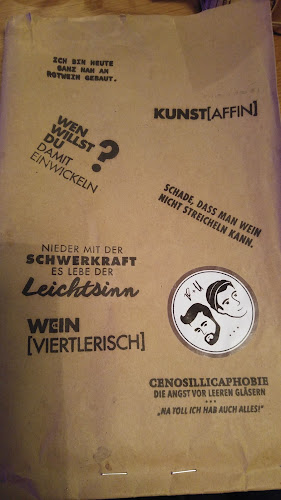 ICH BIN HEUTE
GANZ NAH AM
ROTWEIN GEBAUT.
KUNST[AFFIN]
WEN
WILLST
DU
DAMIT
EINWICKELN
?
SCHADE, DASS MAN WEIN
NICHT STREICHELN KANN.
NIEDER MIT DER
SCHWERKRAFT
ES LEBE DER
Leichtsinn
WEIN
[VIERTLERISCH]
CENOSILLICAPHOBIE
DIE ANGST VOR LEEREN GLÄSERN
...
„NA TOLL ICH HAB AUCH ALLES!“